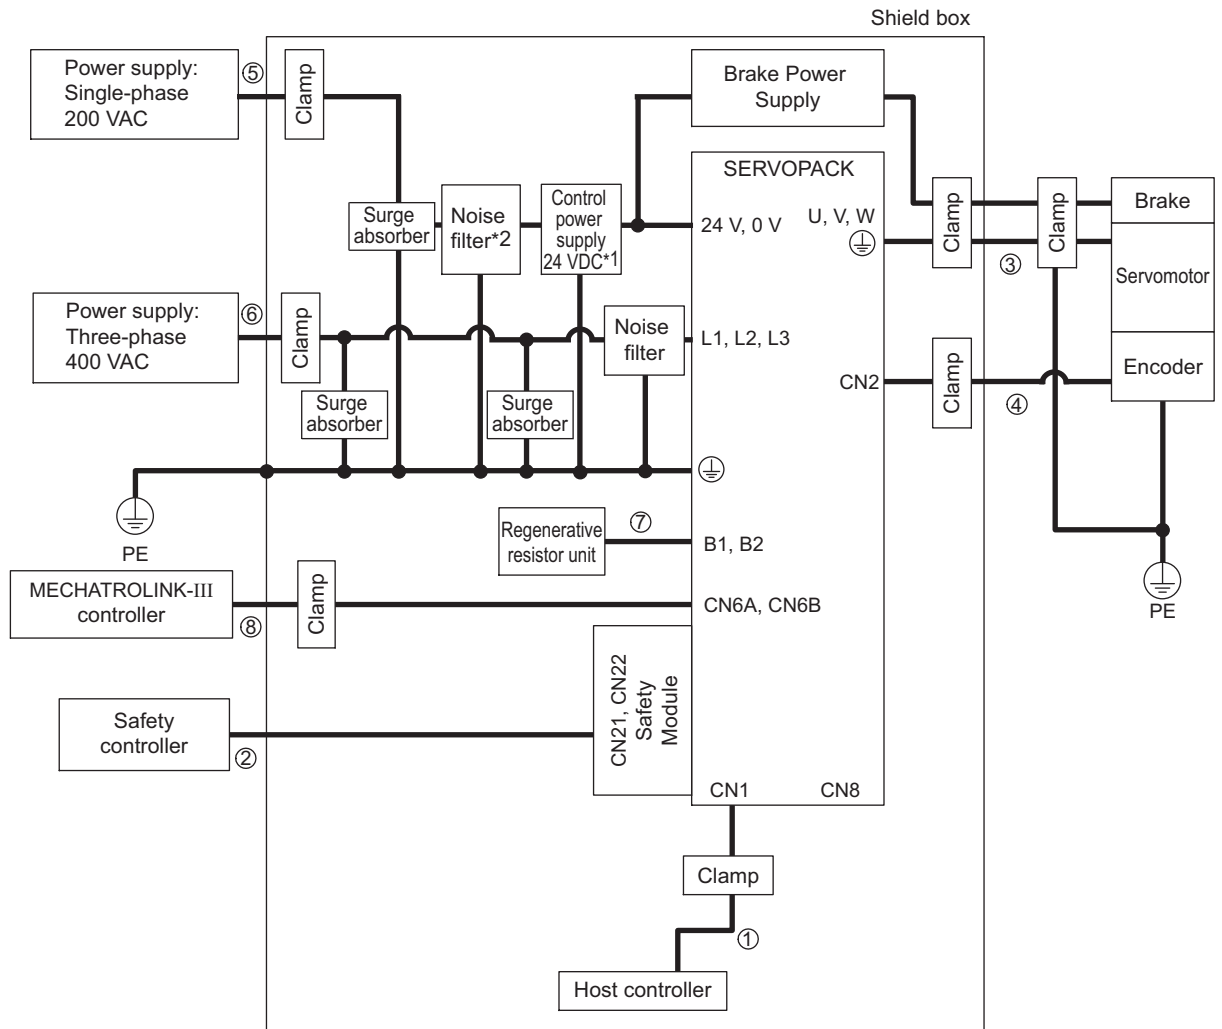 Shield box
Power supply:
Single-phase
200 VAC
⑤
Clamp
Brake Power
Supply
SERVOPACK
Surge
absorber
Noise
filter*2
Control
power
supply
24 VDC*1
24 V, 0 V
U, V, W
Clamp
③
Clamp
Brake
Servomotor
Encoder
Power supply:
Three-phase
400 VAC
⑥
Clamp
Noise
filter
L1, L2, L3
CN2
Clamp
④
Surge
absorber
Surge
absorber
PE
Regenerative
resistor unit
⑦
B1, B2
PE
MECHATROLINK-III
controller
⑧
Clamp
CN6A, CN6B
CN21, CN22
Safety
Module
Safety
controller
②
CN1
CN8
Clamp
①
Host controller